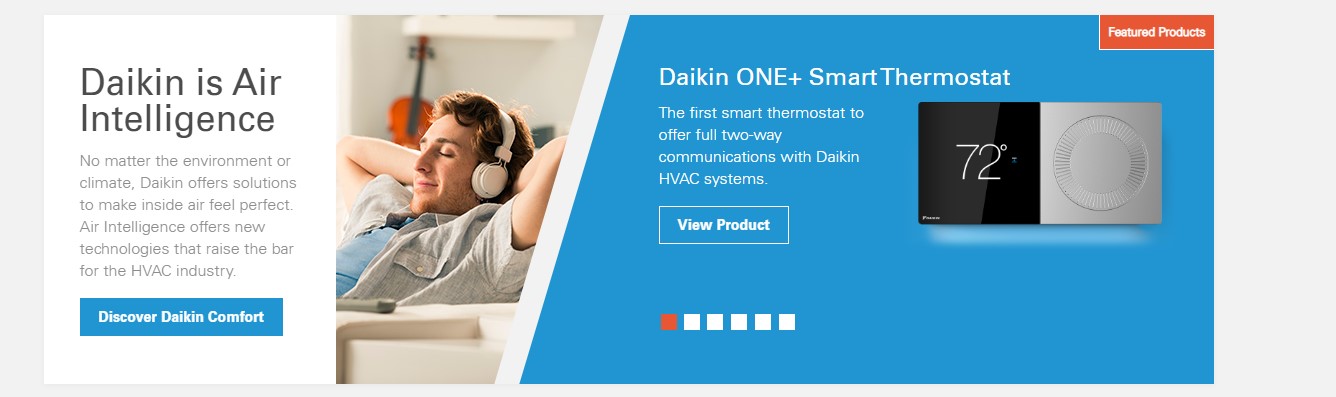 Daikin is Air
Intelligence
No matter the environment or
climate, Daikin offers solutions
to make inside air feel perfect.
Air Intelligence offers new
technologies that raise the bar
for the HVAC industry.
Discover Daikin Comfort
Featured Products
Daikin ONE+ Smart Thermostat
The first smart thermostat to
offer full two-way
communications with Daikin
HVAC systems.
View Product
72°